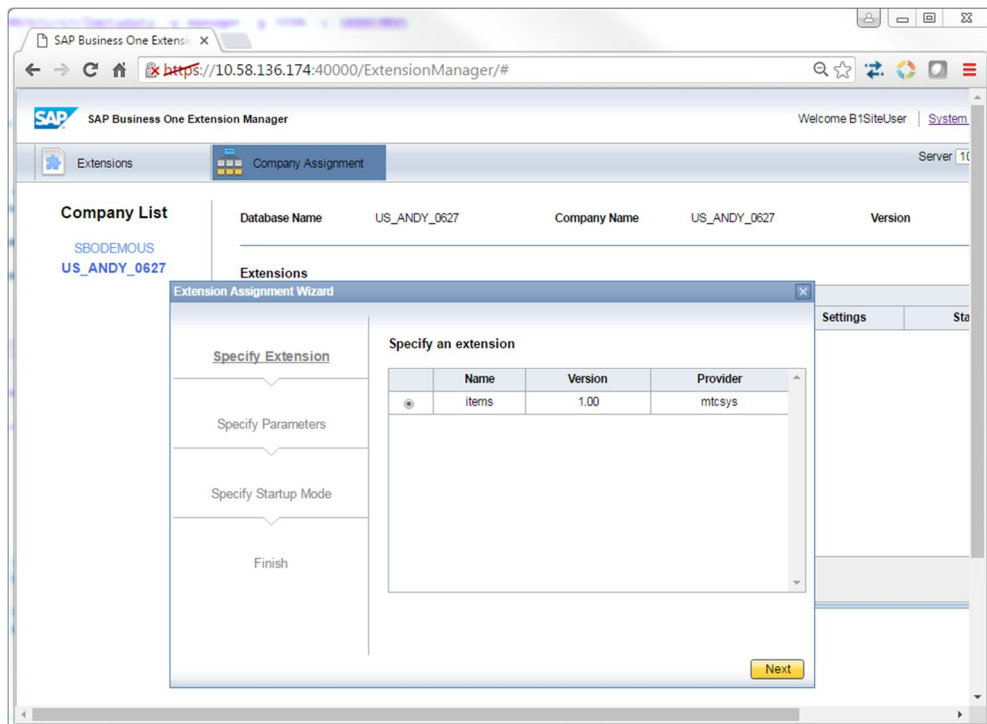 SAP Business One Extensi
https://10.58.136.174:40000/ExtensionManager/#
SAP SAP Business One Extension Manager Welcome B1SiteUser System
Extensions Company Assignment Server 10
Company List Database Name US_ANDY_0627 Company Name US_ANDY_0627 Version
SBODEMOUS
US_ANDY_0627
Extensions
Extension Assignment Wizard
Settings Sta
Specify Extension
Specify Parameters
Specify Startup Mode
Finish
Specify an extension
Name Version Provider
items 1.00 mtcsys
Next